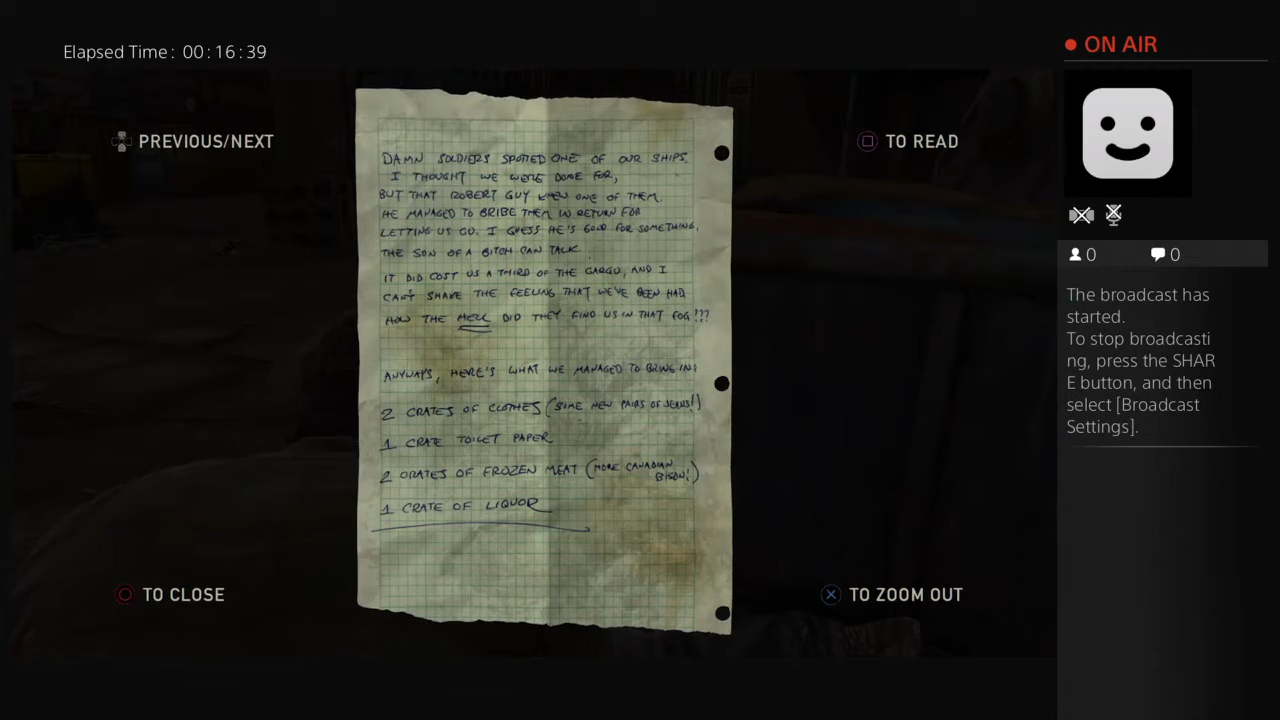 Elapsed Time: 00:16:39
ON AIR
PREVIOUS/NEXT
TO READ
DAMN SOLDIERS SPOTTED ONE OF OUR SHIPS.
I THOUGHT WE WERE DONE FOR,
BUT THAT ROBERT GUY KNEW ONE OF THEM.
HE MANAGED TO BRIBE THEM IN RETURN FOR
LETTING US GO. I GUESS HE'S GOOD FOR SOMETHING,
THE SON OF A BITCH CAN TALK.
IT DID COST US A THIRD OF THE CARGO, AND I
CAN'T SHAKE THE FEELING THAT WE'VE BEEN HAD.
HOW THE HELL DID THEY FIND US IN THAT FOG!???
ANYWAYS, HERE'S WHAT WE MANAGED TO BRING IN:
2 CRATES OF CLOTHES (SOME NEW PAIRS OF JEANS!)
1 CRATE TOILET PAPER
2 CRATES OF FROZEN MEAT (MORE CANADIAN
BISON!)
1 CRATE OF LIQUOR
TO CLOSE
TO ZOOM OUT
0
0
The broadcast has
started.
To stop broadcasti
ng, press the SHAR
E button, and then
select [Broadcast
Settings].